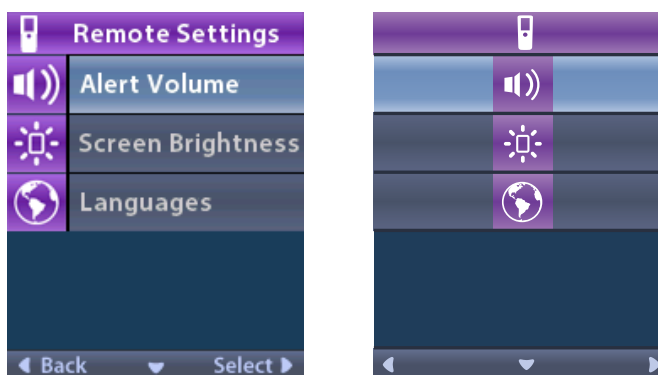 Remote Settings
Alert Volume
Screen Brightness
Languages
Back Select